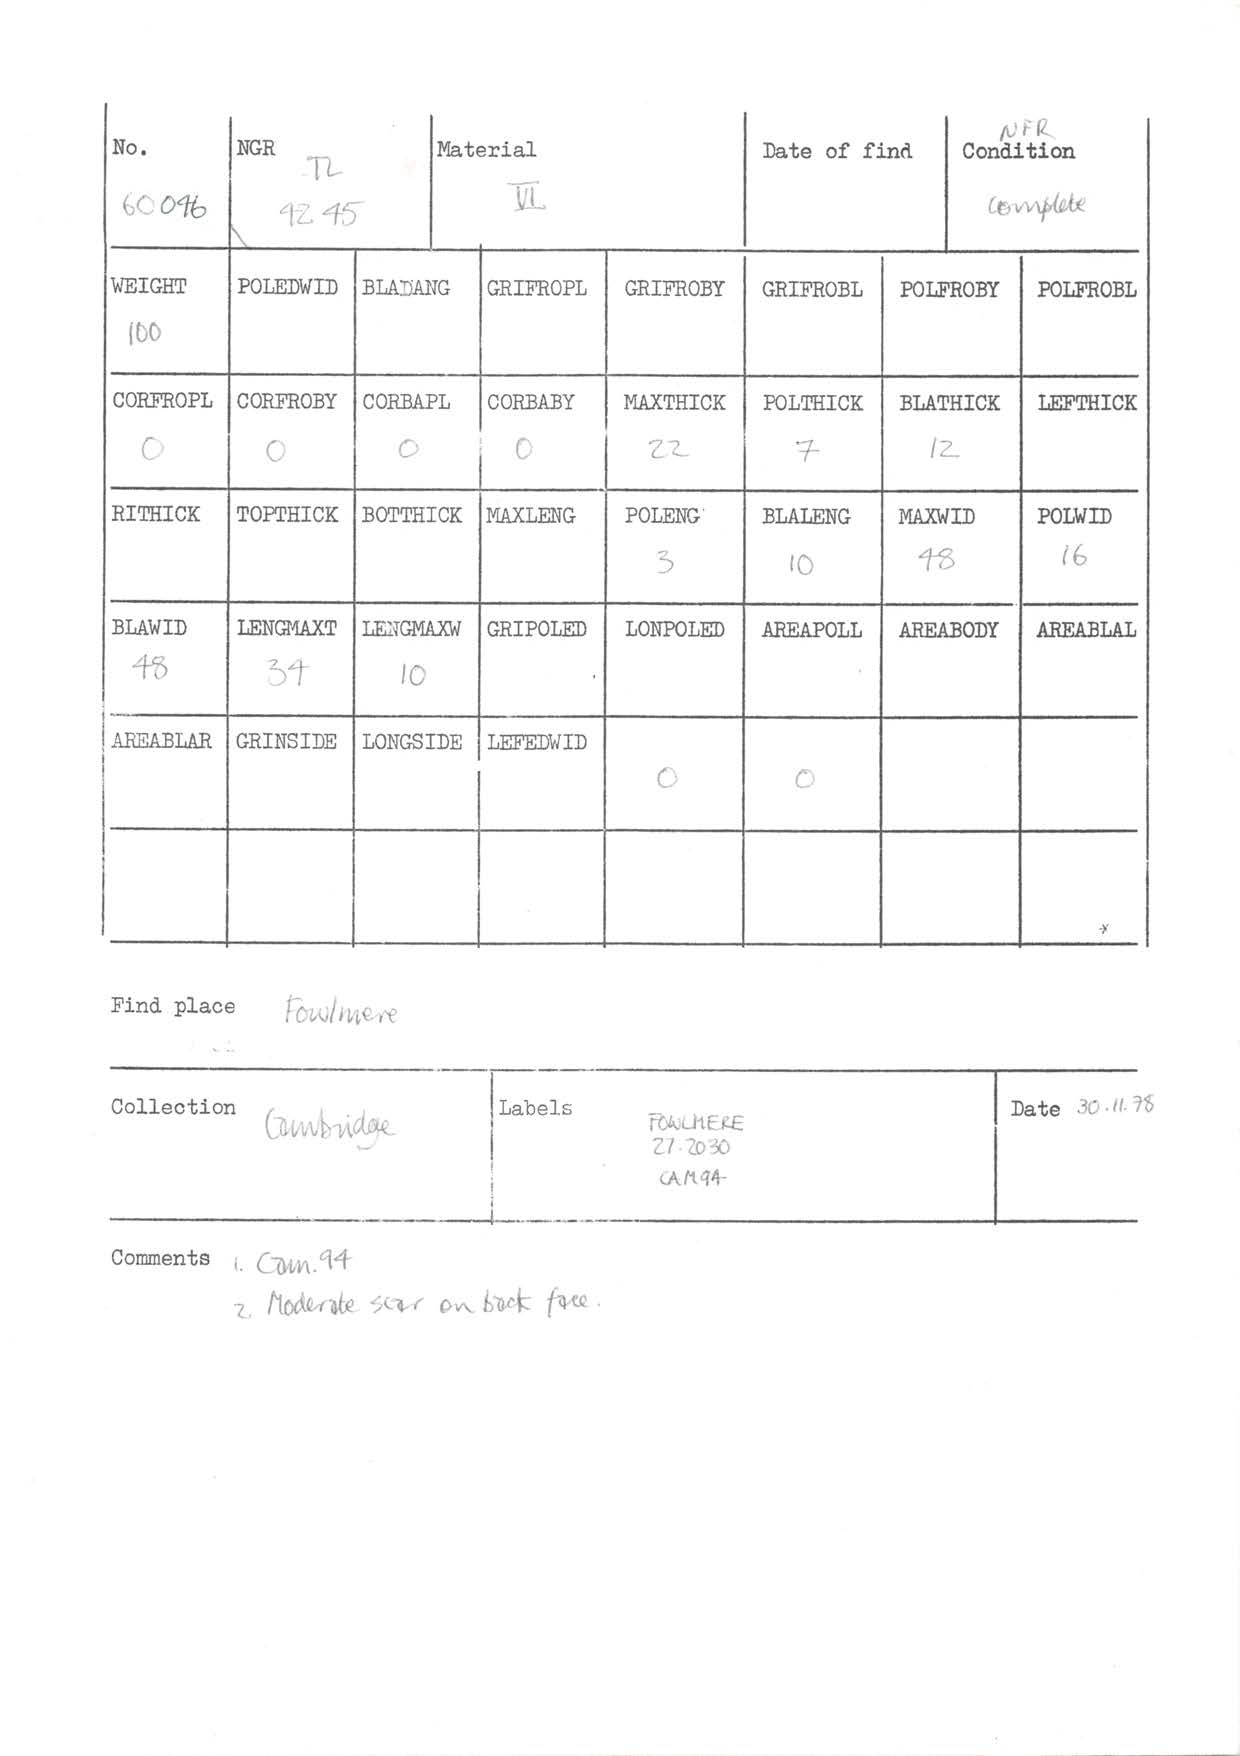 No. NGR Material Date of find NFR Condition
60096 TL 42 45 VI complete
WEIGHT POLEDWID BLADANG GRIFROPL GRIFROBY GRIFROBL POLFROBY POLFROBL
100
CORFROPL CORFROBY CORBAPL CORBABY MAXTHICK POLTHICK BLATHICK LEFTHICK
0 0 0 0 22 7 12
RITHICK TOPTHICK BOTTHICK MAXLENG POLENG BLALENG MAXWID POLWID
3 10 48 16
BLAWID LENGMAXT LENGMAXW GRIPOLED LONPOLED AREAPOLL AREABODY AREABLAL
48 34 10
AREABLAR GRINSIDE LONGSIDE LEFEDWID
0 0
Find place Fowlmere
Collection Cambridge Labels FOWLMERE Date 30.11.78
27.2030
CAM94
Comments 1. Cam.94
2. Moderate scar on back face.